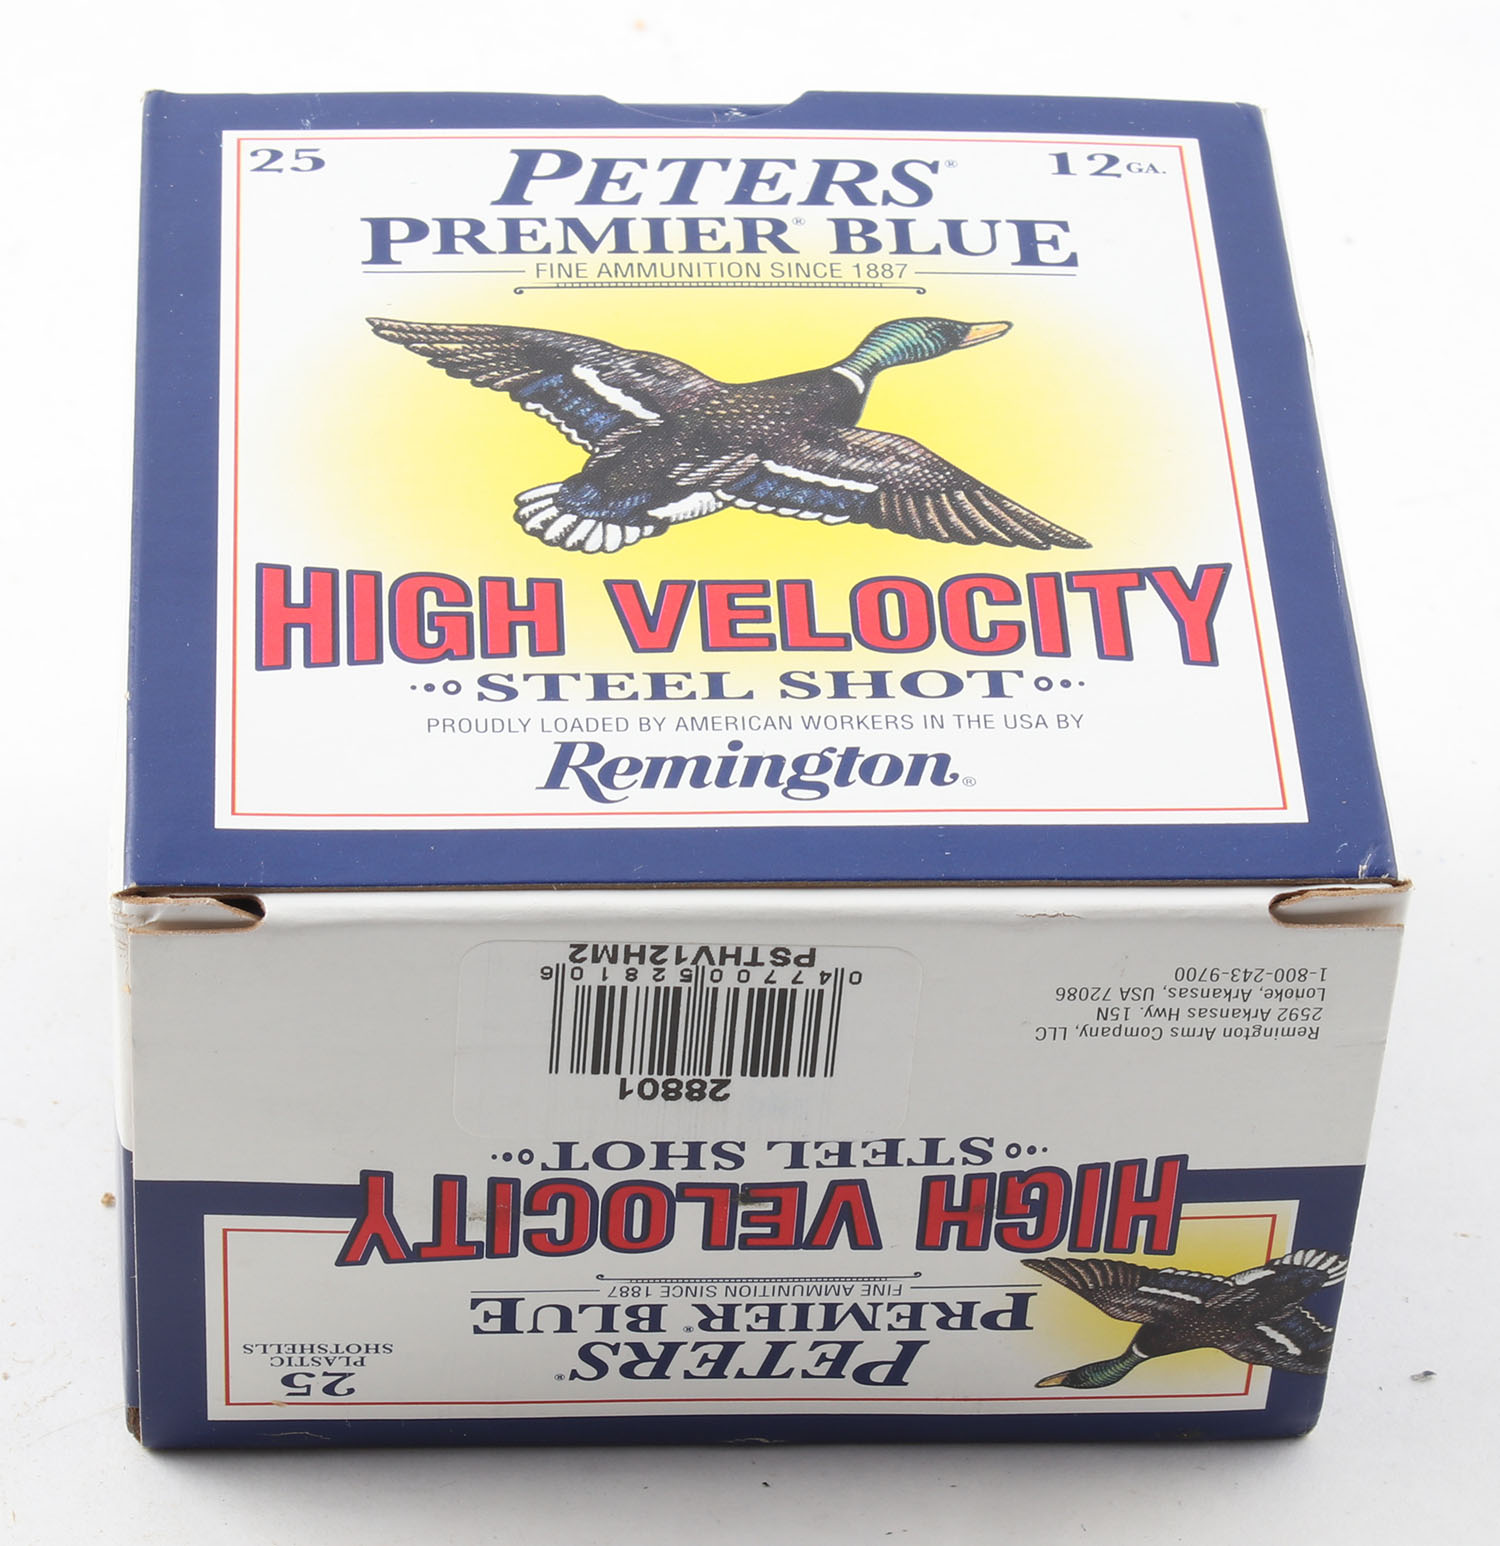 25
PETERS® 12 GA.
PREMIER® BLUE
FINE AMMUNITION SINCE 1887
HIGH VELOCITY
STEEL SHOT
PROUDLY LOADED BY AMERICAN WORKERS IN THE USA BY
Remington®
PETERS®
PREMIER® BLUE
FINE AMMUNITION SINCE 1887
25
PLASTIC
SHOTSHELLS
HIGH VELOCITY
STEEL SHOT
28801
0 47700 52810 6
PSTHV12HM2
Remington Arms Company, LLC
2592 Arkansas Hwy. 15N
Lonoke, Arkansas, USA 72086
1-800-243-9700